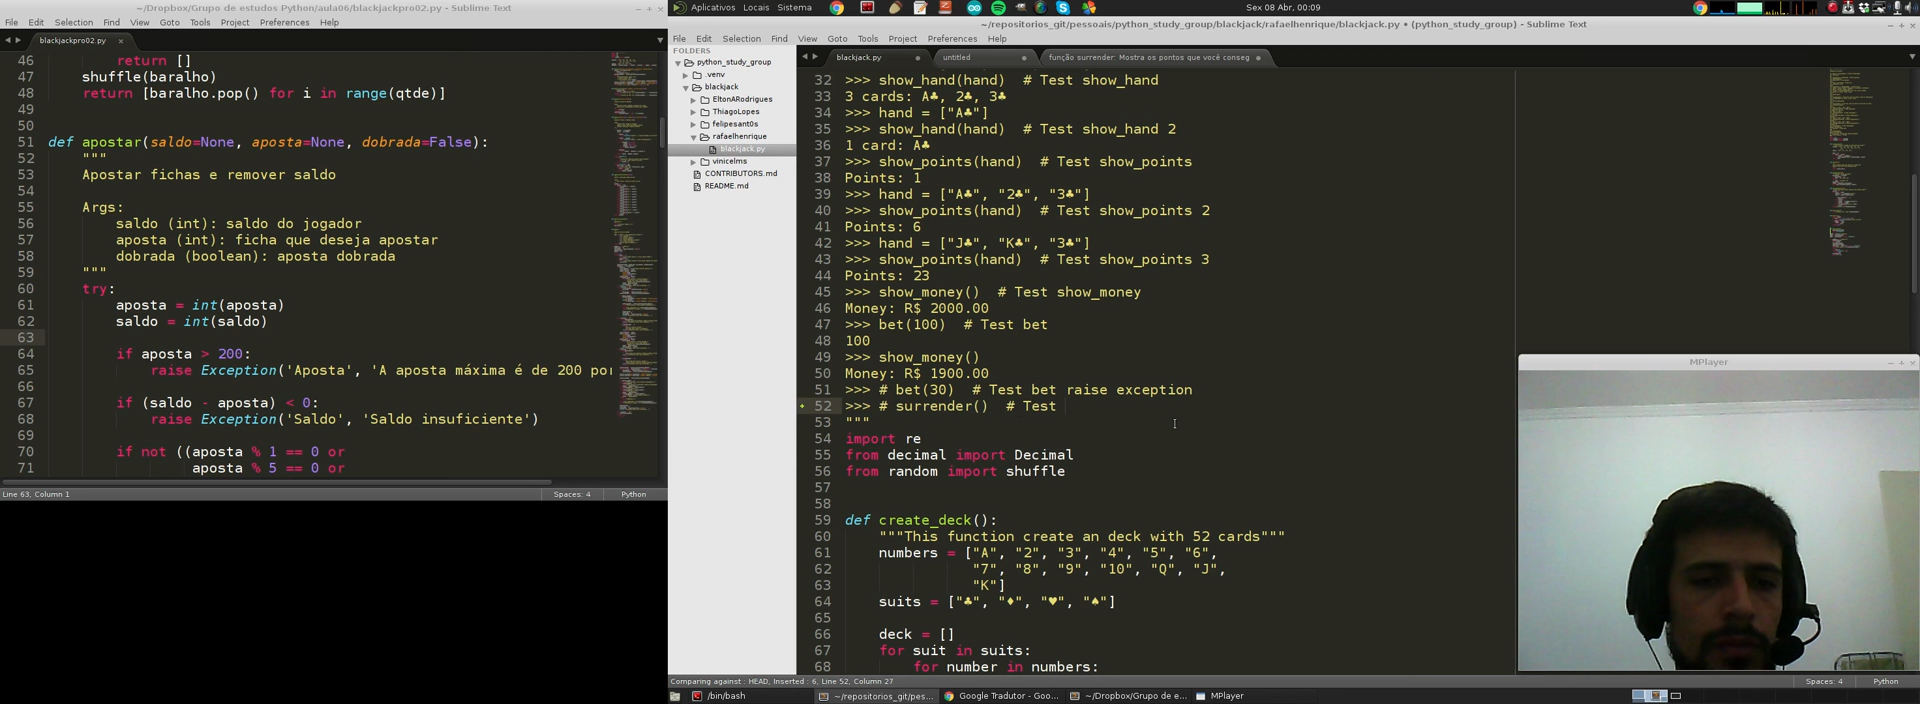 ~/Dropbox/Grupo de estudos Python/aula06/blackjackpro02.py - Sublime Text
File Edit Selection Find View Goto Tools Project Preferences Help
blackjackpro02.py ×
46         return []
47     shuffle(baralho)
48     return [baralho.pop() for i in range(qtde)]
49
50
51 def apostar(saldo=None, aposta=None, dobrada=False):
52     """
53     Apostar fichas e remover saldo
54
55     Args:
56         saldo (int): saldo do jogador
57         aposta (int): ficha que deseja apostar
58         dobrada (boolean): aposta dobrada
59     """
60     try:
61         aposta = int(aposta)
62         saldo = int(saldo)
63
64         if aposta > 200:
65             raise Exception('Aposta', 'A aposta máxima é de 200 por
66
67         if (saldo - aposta) < 0:
68             raise Exception('Saldo', 'Saldo insuficiente')
69
70         if not ((aposta % 1 == 0 or
71                  aposta % 5 == 0 or
Line 63, Column 1 Spaces: 4 Python
Aplicativos Locais Sistema Sex 08 Abr, 00:09
~/repositorios_git/pessoais/python_study_group/blackjack/rafaelhenrique/blackjack.py • (python_study_group) - Sublime Text
File Edit Selection Find View Goto Tools Project Preferences Help
FOLDERS
python_study_group
.venv
blackjack
EltonARodrigues
ThiagoLopes
felipesant0s
rafaelhenrique
blackjack.py
vinicelms
CONTRIBUTORS.md
README.md
blackjack.py untitled função surrender: Mostra os pontos que você conseg
32 >>> show_hand(hand)  # Test show_hand
33 3 cards: A♣, 2♣, 3♣
34 >>> hand = ["A♣"]
35 >>> show_hand(hand)  # Test show_hand 2
36 1 card: A♣
37 >>> show_points(hand)  # Test show_points
38 Points: 1
39 >>> hand = ["A♣", "2♣", "3♣"]
40 >>> show_points(hand)  # Test show_points 2
41 Points: 6
42 >>> hand = ["J♣", "K♣", "3♣"]
43 >>> show_points(hand)  # Test show_points 3
44 Points: 23
45 >>> show_money()  # Test show_money
46 Money: R$ 2000.00
47 >>> bet(100)  # Test bet
48 100
49 >>> show_money()
50 Money: R$ 1900.00
51 >>> # bet(30)  # Test bet raise exception
52 >>> # surrender()  # Test
53 """
54 import re
55 from decimal import Decimal
56 from random import shuffle
57
58
59 def create_deck():
60     """This function create an deck with 52 cards"""
61     numbers = ["A", "2", "3", "4", "5", "6",
62                "7", "8", "9", "10", "Q", "J",
63                "K"]
64     suits = ["♣", "♦", "♥", "♠"]
65
66     deck = []
67     for suit in suits:
68         for number in numbers:
MPlayer
Comparing against : HEAD, Inserted : 6, Line 52, Column 27 Spaces: 4 Python
/bin/bash ~/repositorios_git/pes... Google Tradutor - Goo... ~/Dropbox/Grupo de e... MPlayer